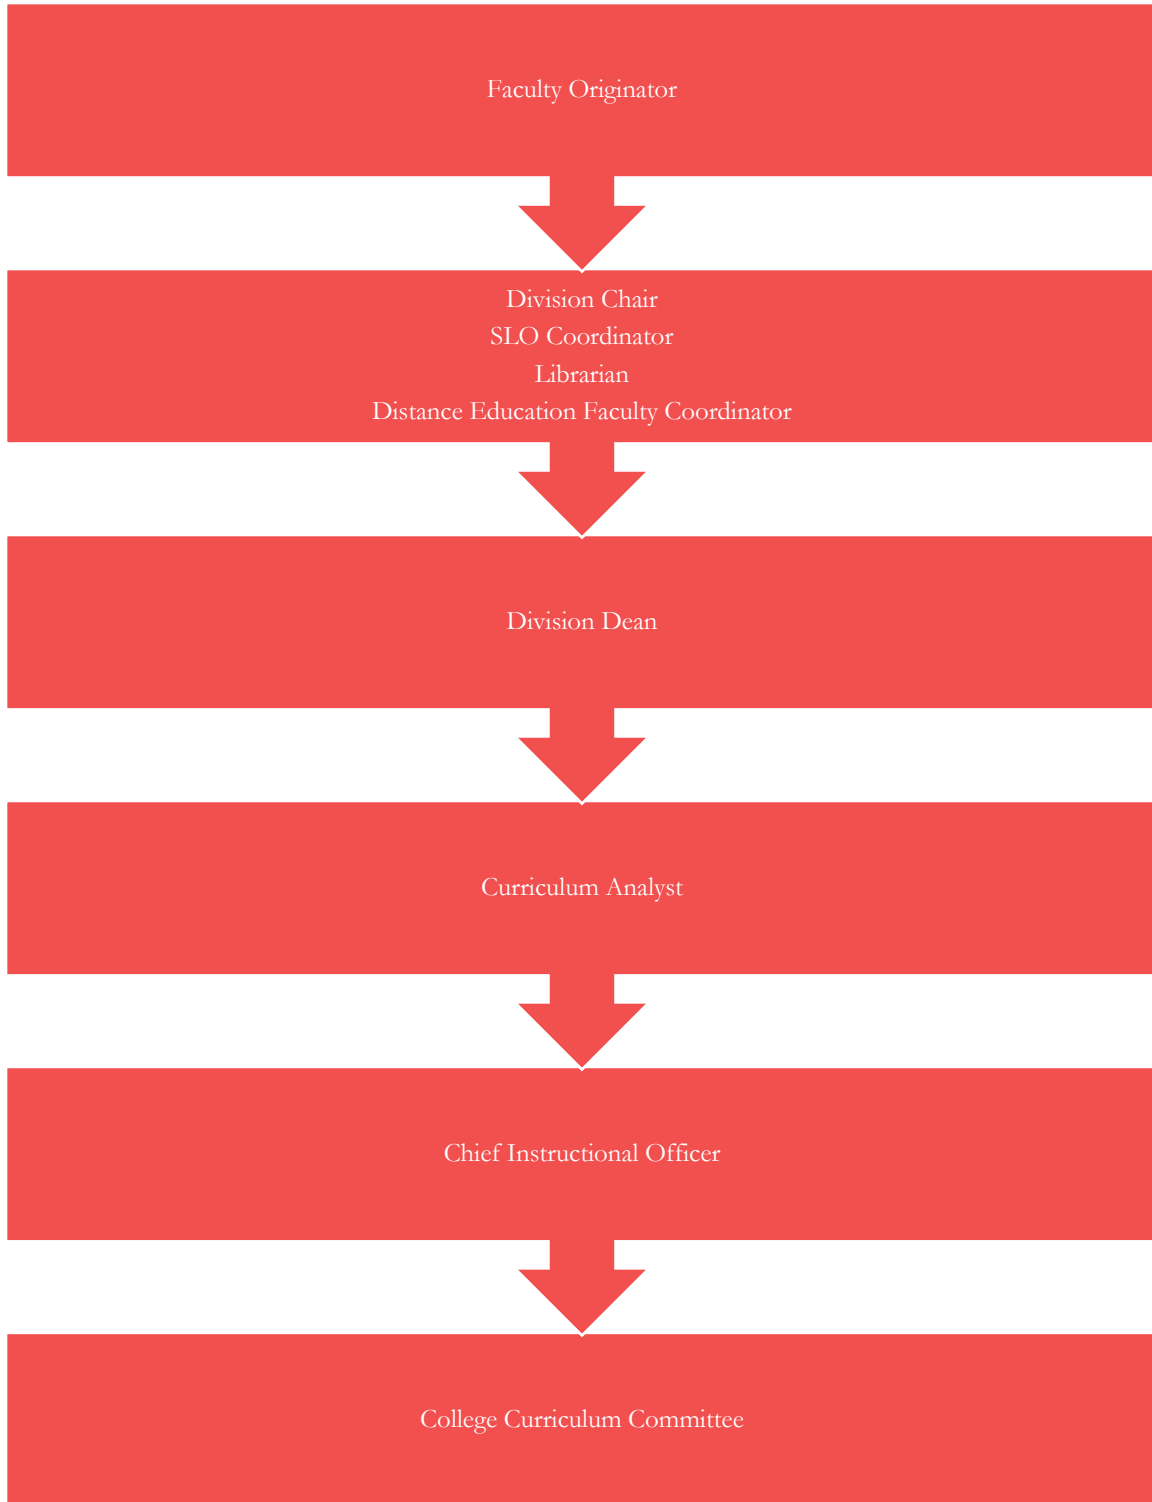 Faculty Originator
Division Chair
SLO Coordinator
Librarian
Distance Education Faculty Coordinator
Division Dean
Curriculum Analyst
Chief Instructional Officer
College Curriculum Committee